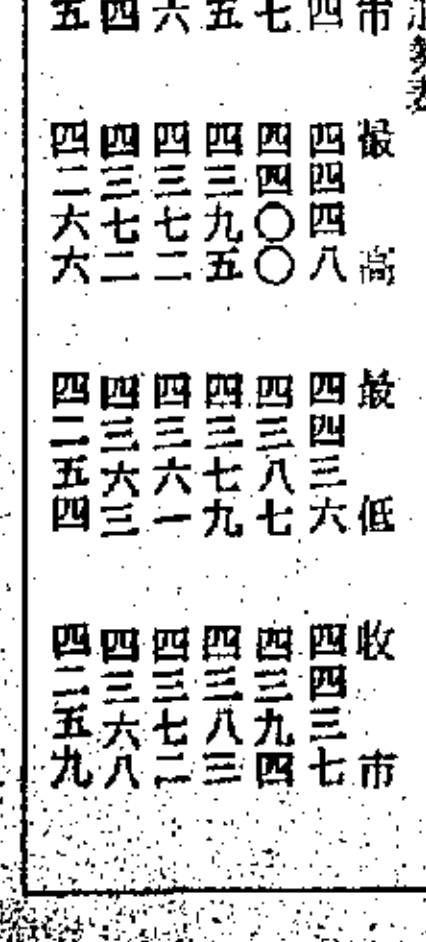 勢表
市 最高 最低 收市
四 四四四八 四四三六 四四三七
七 四四〇〇 四三八七 四三九四
五 四三九五 四三七九 四三八三
六 四三七二 四三六一 四三七二
四 四三七二 四三六三 四三六八
五 四二六六 四二五四 四二五九